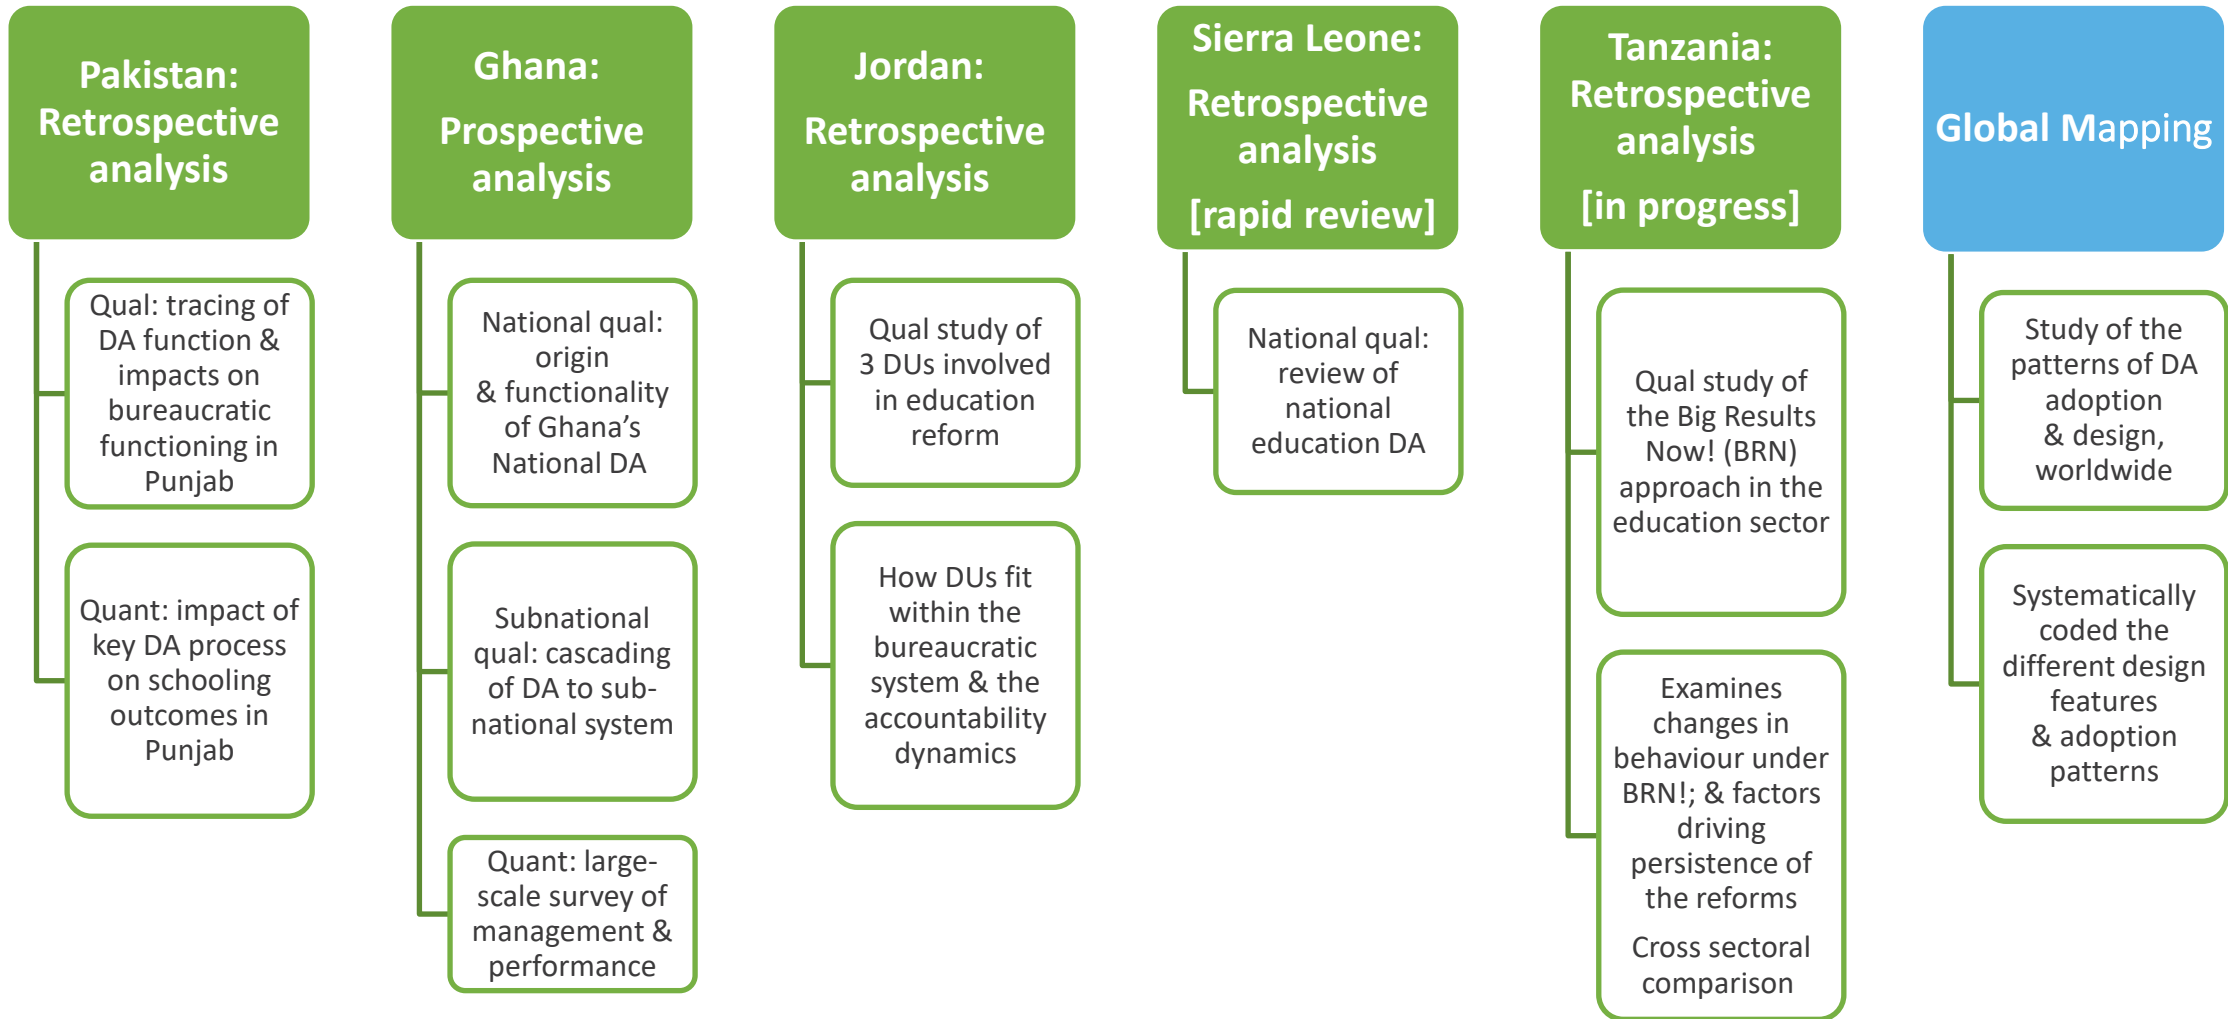 Pakistan:
Retrospective
analysis
Qual: tracing of
DA function &
impacts on
bureaucratic
functioning in
Punjab
Quant: impact of
key DA process
on schooling
outcomes in
Punjab
Ghana:
Prospective
analysis
National qual:
origin
& functionality
of Ghana’s
National DA
Subnational
qual: cascading
of DA to sub-
national system
Quant: large-
scale survey of
management &
performance
Jordan:
Retrospective
analysis
Qual study of
3 DUs involved
in education
reform
How DUs fit
within the
bureaucratic
system & the
accountability
dynamics
Sierra Leone:
Retrospective
analysis
[rapid review]
National qual:
review of
national
education DA
Tanzania:
Retrospective
analysis
[in progress]
Qual study of
the Big Results
Now! (BRN)
approach in the
education sector
Examines
changes in
behaviour under
BRN!; & factors
driving
persistence of
the reforms
Cross sectoral
comparison
Global Mapping
Study of the
patterns of DA
adoption
& design,
worldwide
Systematically
coded the
different design
features
& adoption
patterns